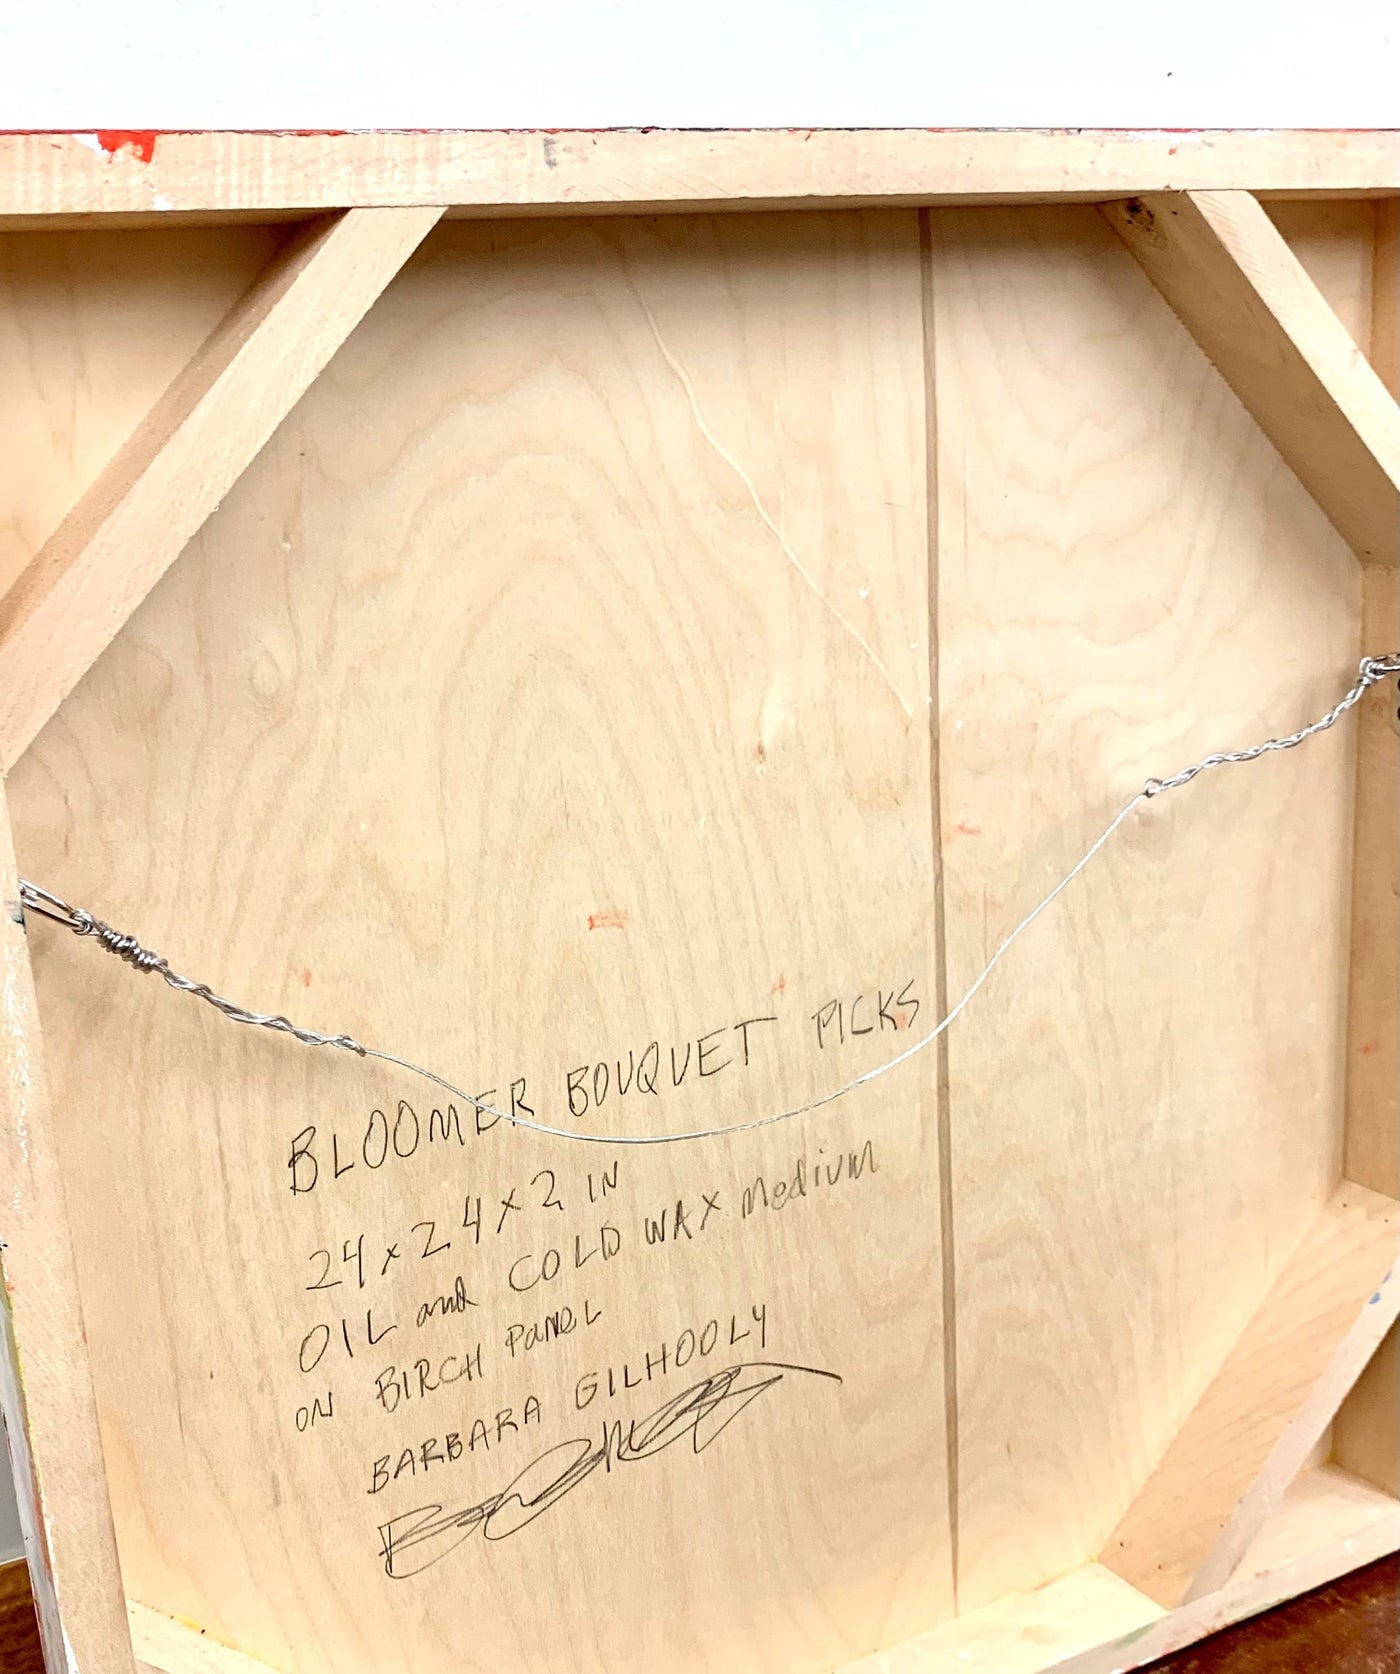 BLOOMER BOUQUET PICKS
24 x 24 x 2 IN
OIL and COLD WAX Medium
ON BIRCH PaNeL
BARBARA GILHOOLY